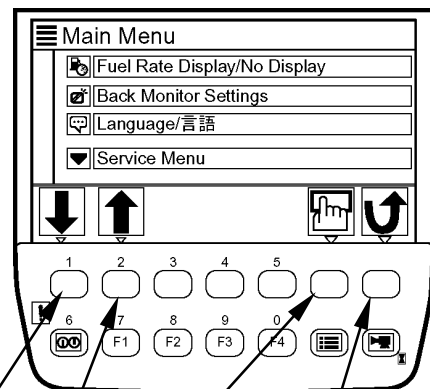 Main Menu
Fuel Rate Display/No Display
Back Monitor Settings
Language/言語
Service Menu
1 2 3 4 5
6 7 8 9 0
F1 F2 F3 F4